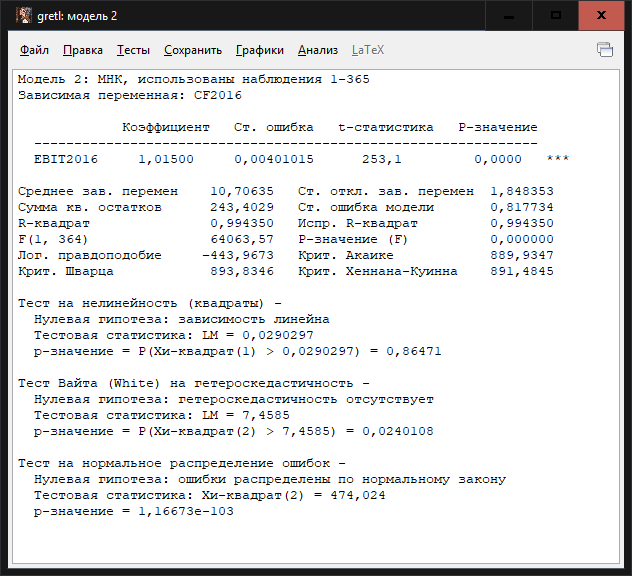 gretl: модель 2
Файл Правка Тесты Сохранить Графики Анализ LaTeX
Модель 2: МНК, использованы наблюдения 1-365
Зависимая переменная: CF2016
Коэффициент Ст. ошибка t-статистика P-значение
---------------------------------------------------------------
EBIT2016 1,01500 0,00401015 253,1 0,0000 ***
Среднее зав. перемен 10,70635 Ст. откл. зав. перемен 1,848353
Сумма кв. остатков 243,4029 Ст. ошибка модели 0,817734
R-квадрат 0,994350 Испр. R-квадрат 0,994350
F(1, 364) 64063,57 Р-значение (F) 0,000000
Лог. правдоподобие -443,9673 Крит. Акаике 889,9347
Крит. Шварца 893,8346 Крит. Хеннана-Куинна 891,4845
Тест на нелинейность (квадраты) -
Нулевая гипотеза: зависимость линейна
Тестовая статистика: LM = 0,0290297
р-значение = P(Хи-квадрат(1) > 0,0290297) = 0,86471
Тест Вайта (White) на гетероскедастичность -
Нулевая гипотеза: гетероскедастичность отсутствует
Тестовая статистика: LM = 7,4585
р-значение = P(Хи-квадрат(2) > 7,4585) = 0,0240108
Тест на нормальное распределение ошибок -
Нулевая гипотеза: ошибки распределены по нормальному закону
Тестовая статистика: Хи-квадрат(2) = 474,024
р-значение = 1,16673e-103